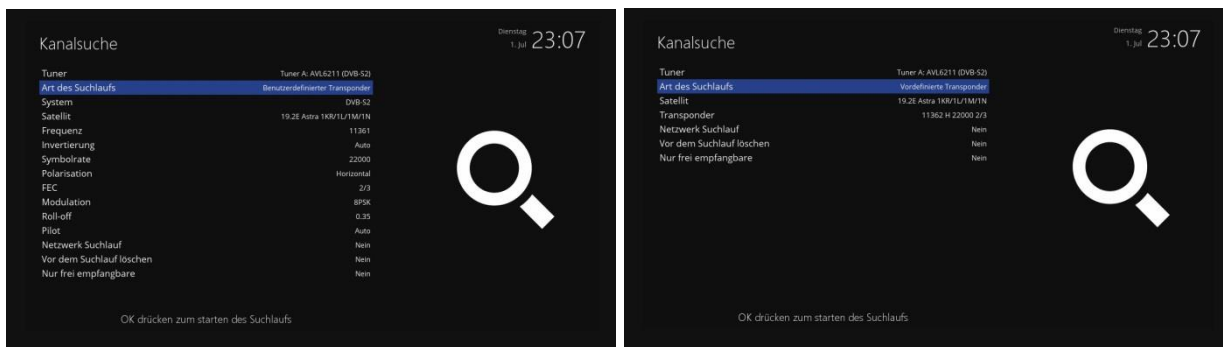 Kanalsuche
Dienstag
1. Jul 23:07
Tuner Tuner A: AVL6211 (DVB-S2)
Art des Suchlaufs Benutzerdefinierter Transponder
System DVB-S2
Satellit 19.2E Astra 1KR/1L/1M/1N
Frequenz 11361
Invertierung Auto
Symbolrate 22000
Polarisation Horizontal
FEC 2/3
Modulation 8PSK
Roll-off 0.35
Pilot Auto
Netzwerk Suchlauf Nein
Vor dem Suchlauf löschen Nein
Nur frei empfangbare Nein
OK drücken zum starten des Suchlaufs
Kanalsuche
Dienstag
1. Jul 23:07
Tuner Tuner A: AVL6211 (DVB-S2)
Art des Suchlaufs Vordefinierte Transponder
Satellit 19.2E Astra 1KR/1L/1M/1N
Transponder 11362 H 22000 2/3
Netzwerk Suchlauf Nein
Vor dem Suchlauf löschen Nein
Nur frei empfangbare Nein
OK drücken zum starten des Suchlaufs